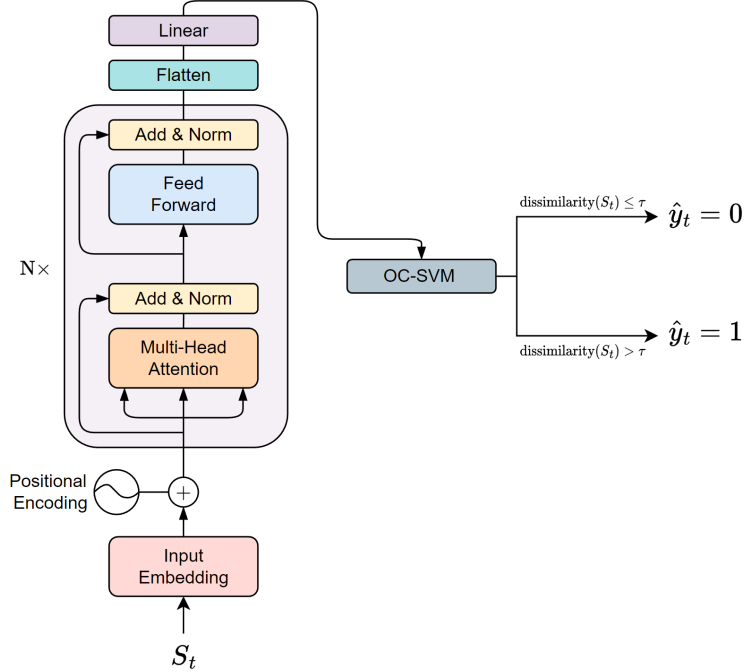 Linear
Flatten
Add & Norm
Feed
Forward
N×
Add & Norm
Multi-Head
Attention
Positional
Encoding
+
Input
Embedding
S_t
OC-SVM
dissimilarity(S_t) ≤ τ
ŷ_t = 0
ŷ_t = 1
dissimilarity(S_t) > τ